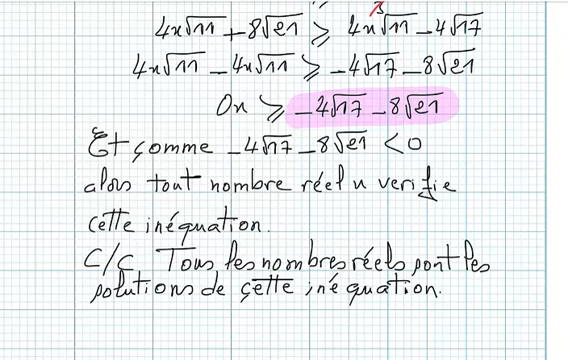 4x√11 + 8√21 ⩾ 4x√11 − 4√17
4x√11 − 4x√11 ⩾ −4√17 − 8√21
0x ⩾ −4√17 − 8√21
Et comme −4√17 − 8√21 < 0
alors tout nombre réel x verifie
cette inéquation.
C/C Tous les nombres réels sont les
solutions de cette inéquation.